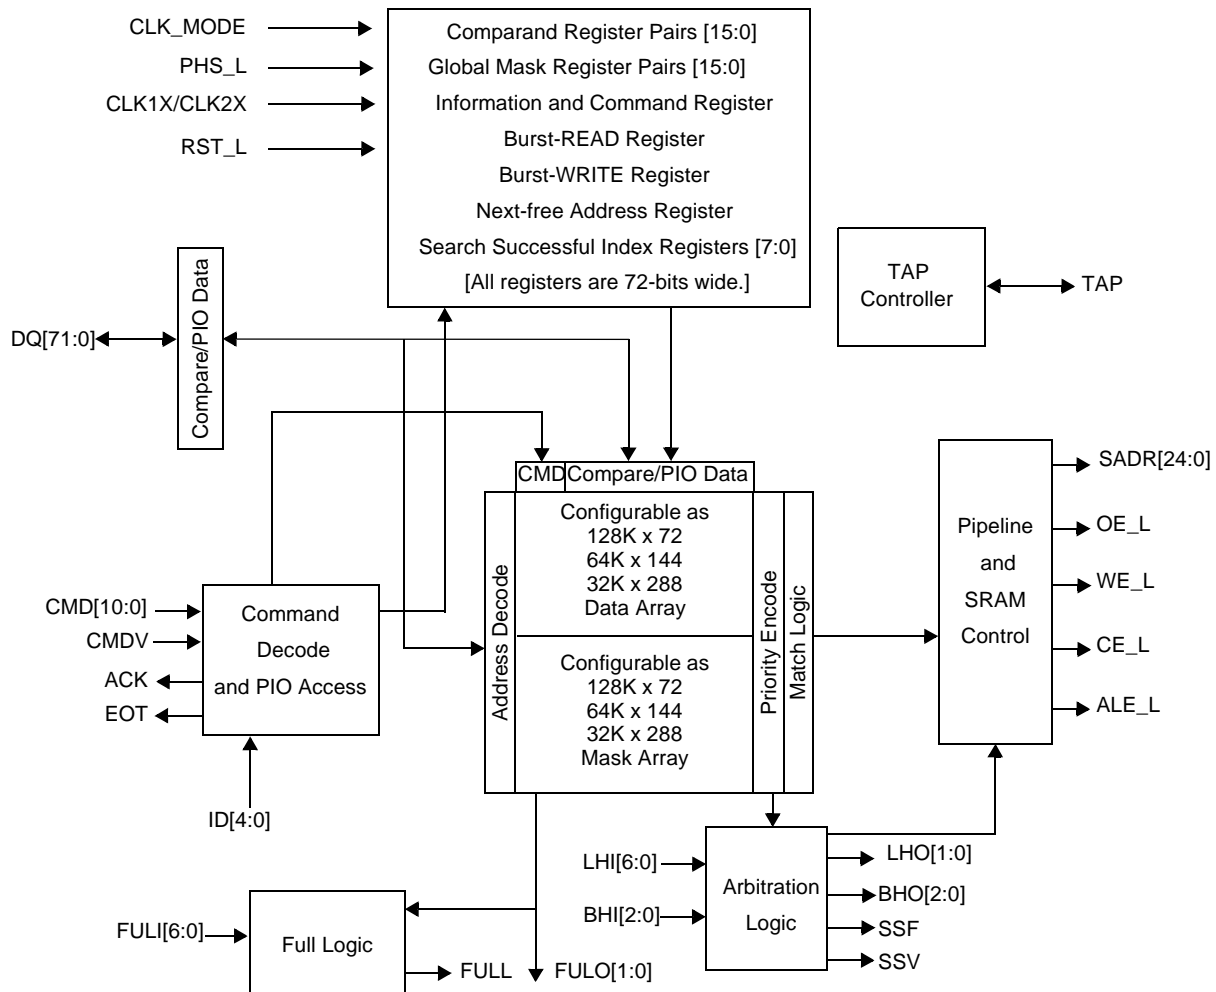 CLK_MODE
PHS_L
CLK1X/CLK2X
RST_L
Comparand Register Pairs [15:0]
Global Mask Register Pairs [15:0]
Information and Command Register
Burst-READ Register
Burst-WRITE Register
Next-free Address Register
Search Successful Index Registers [7:0]
[All registers are 72-bits wide.]
TAP
Controller
TAP
DQ[71:0]
Compare/PIO Data
CMD
Compare/PIO Data
Address Decode
Configurable as
128K x 72
64K x 144
32K x 288
Data Array
Configurable as
128K x 72
64K x 144
32K x 288
Mask Array
Priority Encode
Match Logic
Pipeline
and
SRAM
Control
SADR[24:0]
OE_L
WE_L
CE_L
ALE_L
CMD[10:0]
CMDV
ACK
EOT
Command
Decode
and PIO Access
ID[4:0]
LHI[6:0]
BHI[2:0]
Arbitration
Logic
LHO[1:0]
BHO[2:0]
SSF
SSV
FULI[6:0]
Full Logic
FULL
FULO[1:0]